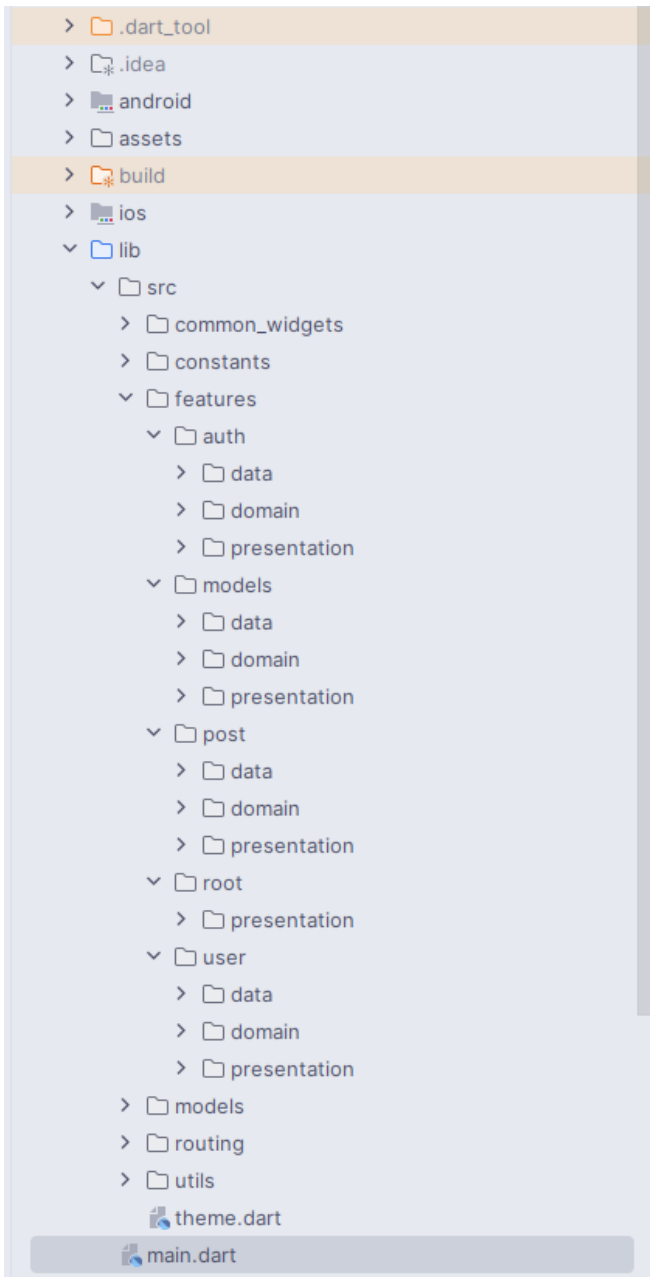 .dart_tool
.idea
android
assets
build
ios
lib
src
common_widgets
constants
features
auth
data
domain
presentation
models
data
domain
presentation
post
data
domain
presentation
root
presentation
user
data
domain
presentation
models
routing
utils
theme.dart
main.dart